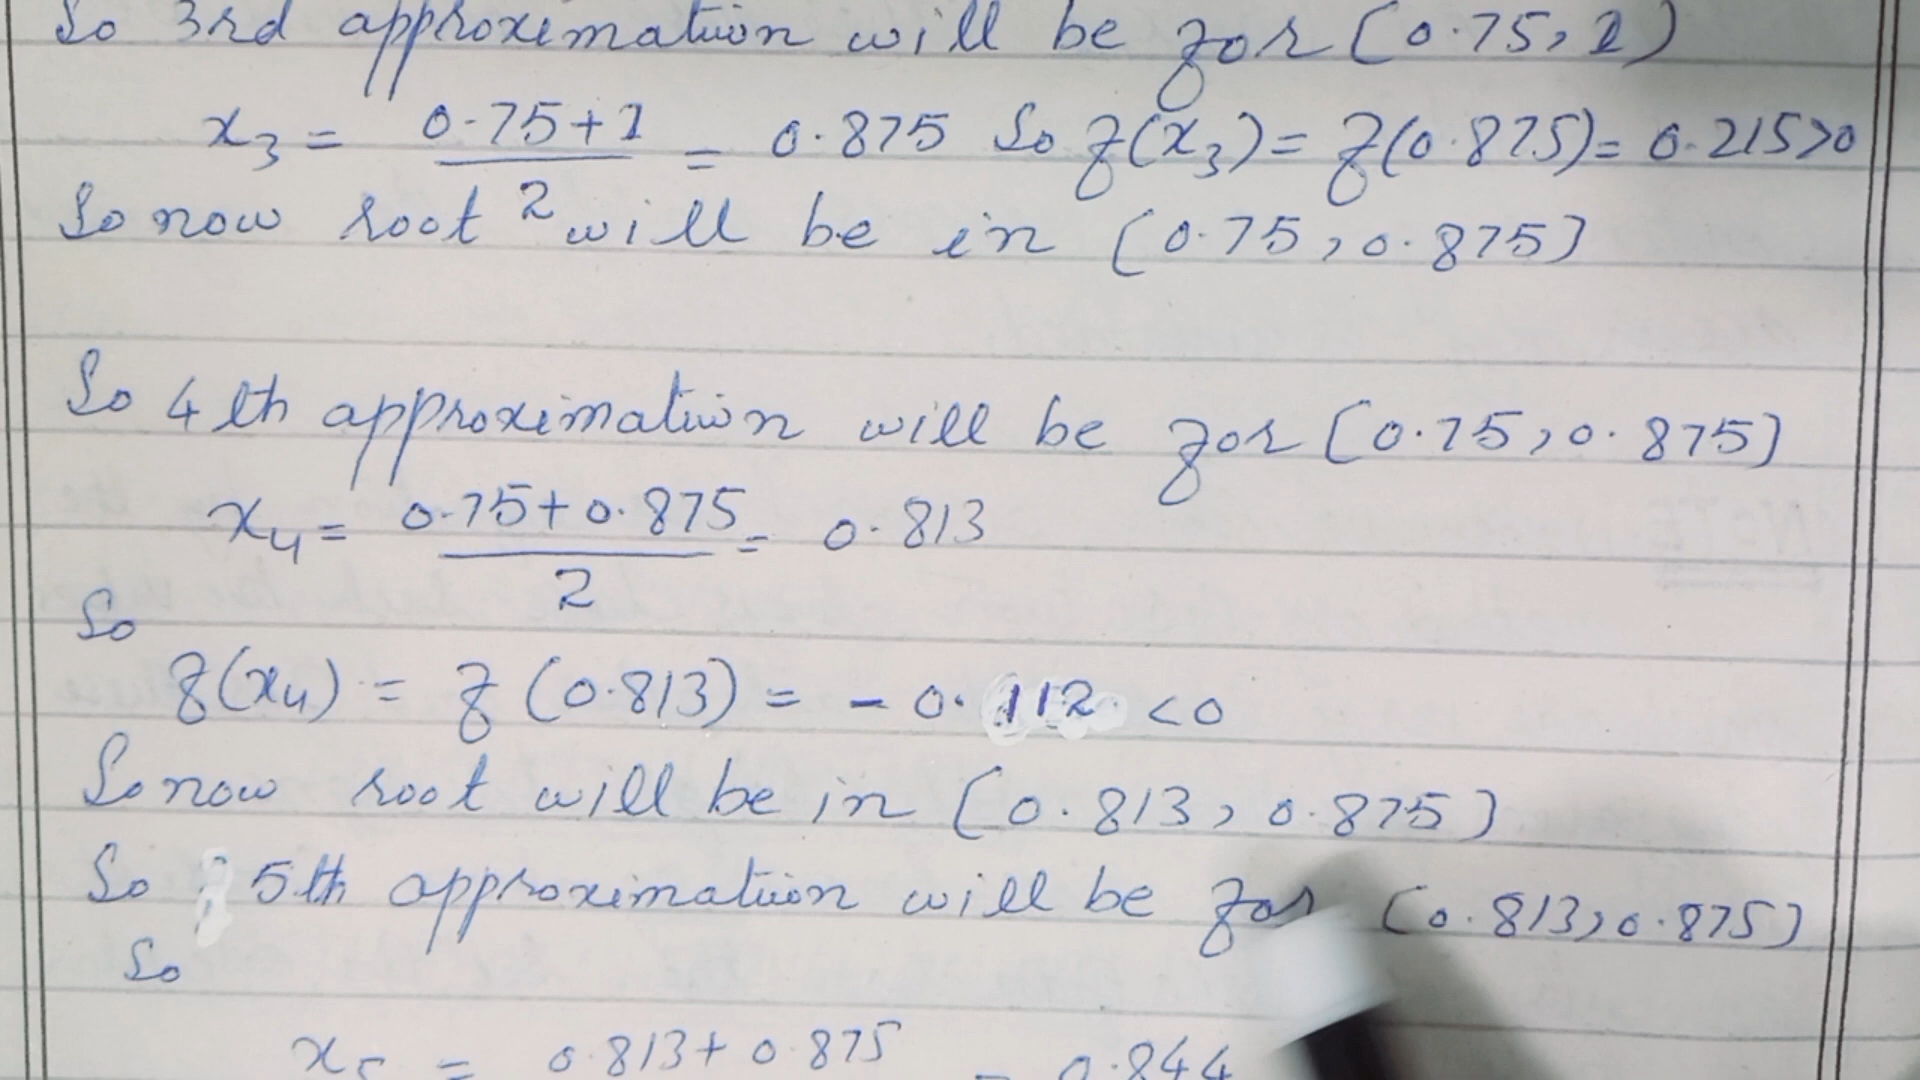 So 3rd approximation will be for [0.75, 1)
x₃ = 0.75+1 / 2 = 0.875 So f(x₃) = f(0.875) = 0.215>0
So now root will be in [0.75, 0.875]
So 4th approximation will be for [0.75, 0.875]
x₄ = 0.75+0.875 / 2 = 0.813
So
f(x₄) = f(0.813) = -0.112 <0
So now root will be in [0.813, 0.875]
So 5th approximation will be for [0.813, 0.875]
So
x₅ = 0.813+0.875 = 0.844